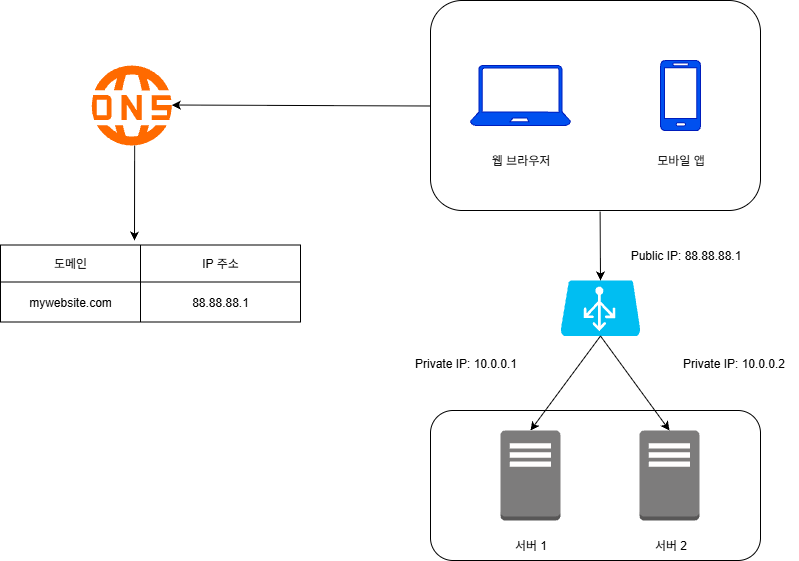 DNS
웹 브라우저
모바일 앱
Public IP: 88.88.88.1
도메인
IP 주소
mywebsite.com
88.88.88.1
Private IP: 10.0.0.1
Private IP: 10.0.0.2
서버 1
서버 2